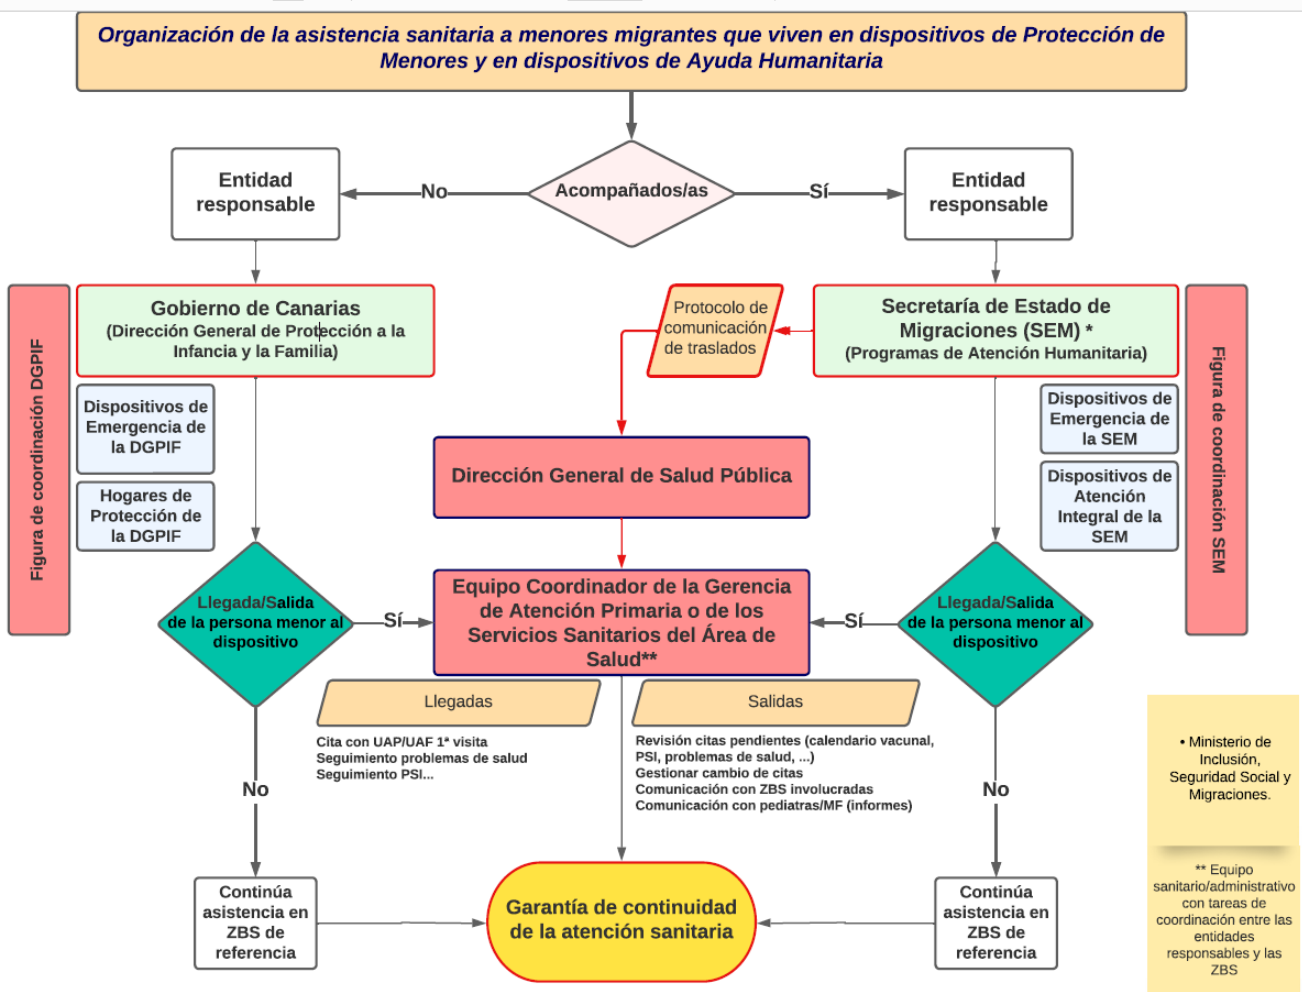 Organización de la asistencia sanitaria a menores migrantes que viven en dispositivos de Protección de
Menores y en dispositivos de Ayuda Humanitaria
Acompañados/as
No
Sí
Entidad
responsable
Entidad
responsable
Gobierno de Canarias
(Dirección General de Protección a la
Infancia y la Familia)
Protocolo de
comunicación
de traslados
Secretaría de Estado de
Migraciones (SEM) *
(Programas de Atención Humanitaria)
Figura de coordinación DGPIF
Figura de coordinación SEM
Dispositivos de
Emergencia de
la DGPIF
Hogares de
Protección de
la DGPIF
Dispositivos de
Emergencia de
la SEM
Dispositivos de
Atención
Integral de la
SEM
Dirección General de Salud Pública
Equipo Coordinador de la Gerencia
de Atención Primaria o de los
Servicios Sanitarios del Área de
Salud**
Llegada/Salida
de la persona menor al
dispositivo
Sí
Sí
Llegada/Salida
de la persona menor al
dispositivo
Llegadas
Cita con UAP/UAF 1ª visita
Seguimiento problemas de salud
Seguimiento PSI...
Salidas
Revisión citas pendientes (calendario vacunal,
PSI, problemas de salud, ...)
Gestionar cambio de citas
Comunicación con ZBS involucradas
Comunicación con pediatras/MF (informes)
No
No
Continúa
asistencia en
ZBS de
referencia
Garantía de continuidad
de la atención sanitaria
Continúa
asistencia en
ZBS de
referencia
• Ministerio de
Inclusión,
Seguridad Social y
Migraciones.
** Equipo
sanitario/administrativo
con tareas de
coordinación entre las
entidades
responsables y las
ZBS